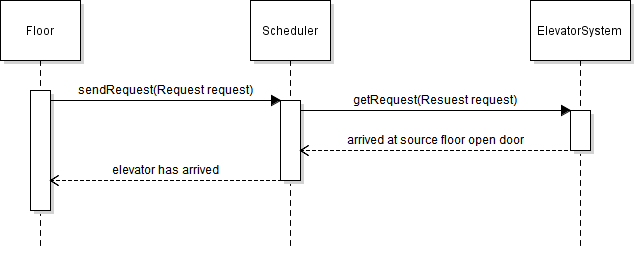 Floor
Scheduler
ElevatorSystem
sendRequest(Request request)
getRequest(Resuest request)
arrived at source floor open door
elevator has arrived